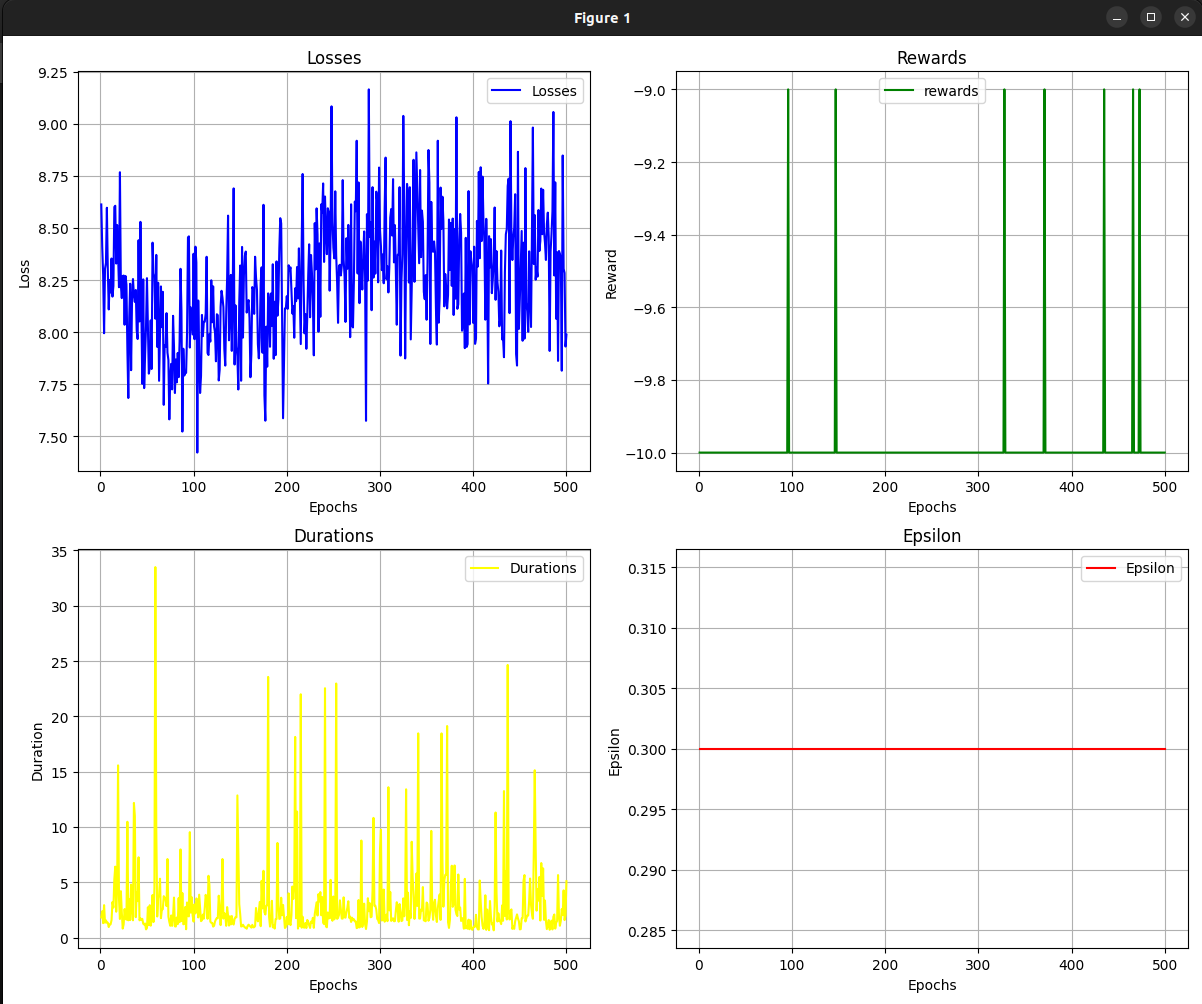 Figure 1
Losses
9.25
9.00
8.75
8.50
8.25
8.00
7.75
7.50
Loss
Losses
0 100 200 300 400 500
Epochs
Rewards
−9.0
−9.2
−9.4
−9.6
−9.8
−10.0
Reward
rewards
0 100 200 300 400 500
Epochs
Durations
35
30
25
20
15
10
5
0
Duration
Durations
0 100 200 300 400 500
Epochs
Epsilon
0.315
0.310
0.305
0.300
0.295
0.290
0.285
Epsilon
Epsilon
0 100 200 300 400 500
Epochs